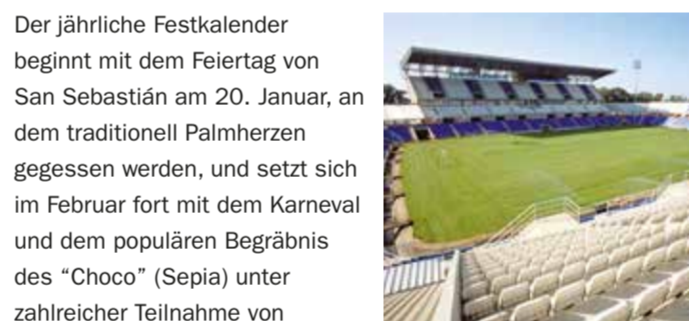 Der jährliche Festkalender
beginnt mit dem Feiertag von
San Sebastián am 20. Januar, an
dem traditionell Palmherzen
gegessen werden, und setzt sich
im Februar fort mit dem Karneval
und dem populären Begräbnis
des “Choco” (Sepia) unter
zahlreicher Teilnahme von